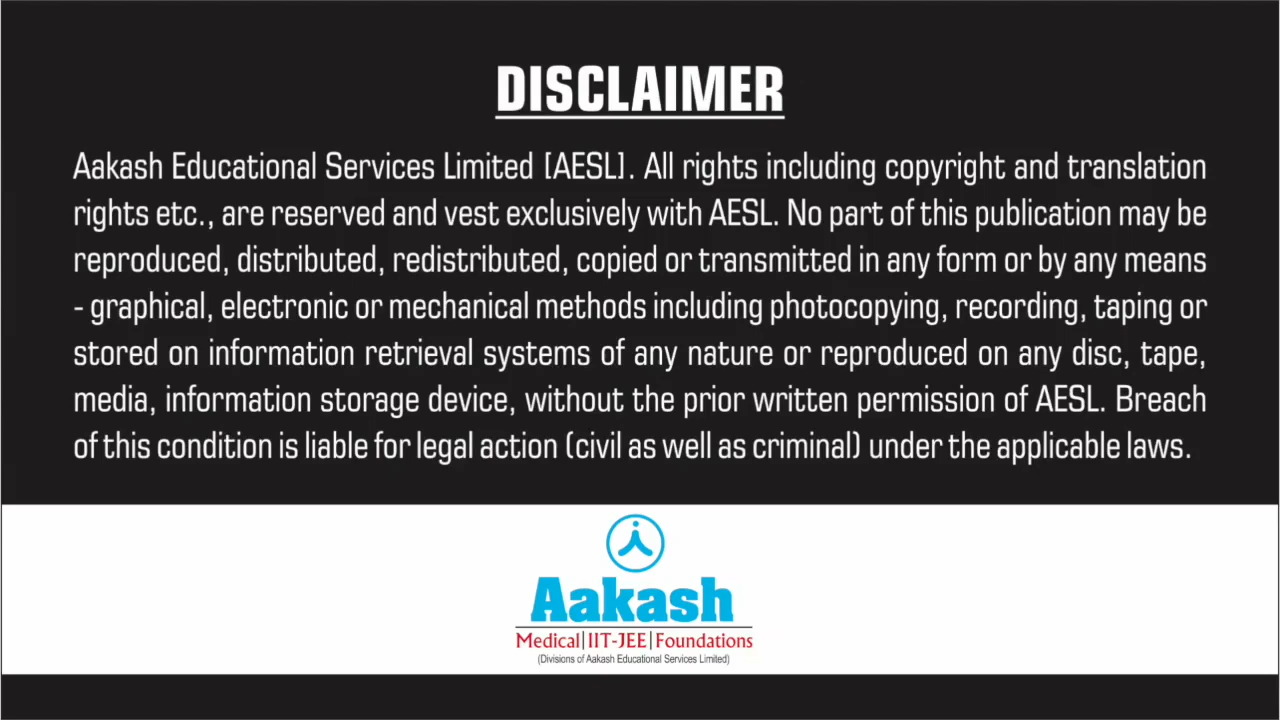 DISCLAIMER
Aakash Educational Services Limited [AESL]. All rights including copyright and translation
rights etc., are reserved and vest exclusively with AESL. No part of this publication may be
reproduced, distributed, redistributed, copied or transmitted in any form or by any means
- graphical, electronic or mechanical methods including photocopying, recording, taping or
stored on information retrieval systems of any nature or reproduced on any disc, tape,
media, information storage device, without the prior written permission of AESL. Breach
of this condition is liable for legal action (civil as well as criminal) under the applicable laws.
Aakash
Medical|IIT-JEE|Foundations
(Divisions of Aakash Educational Services Limited)